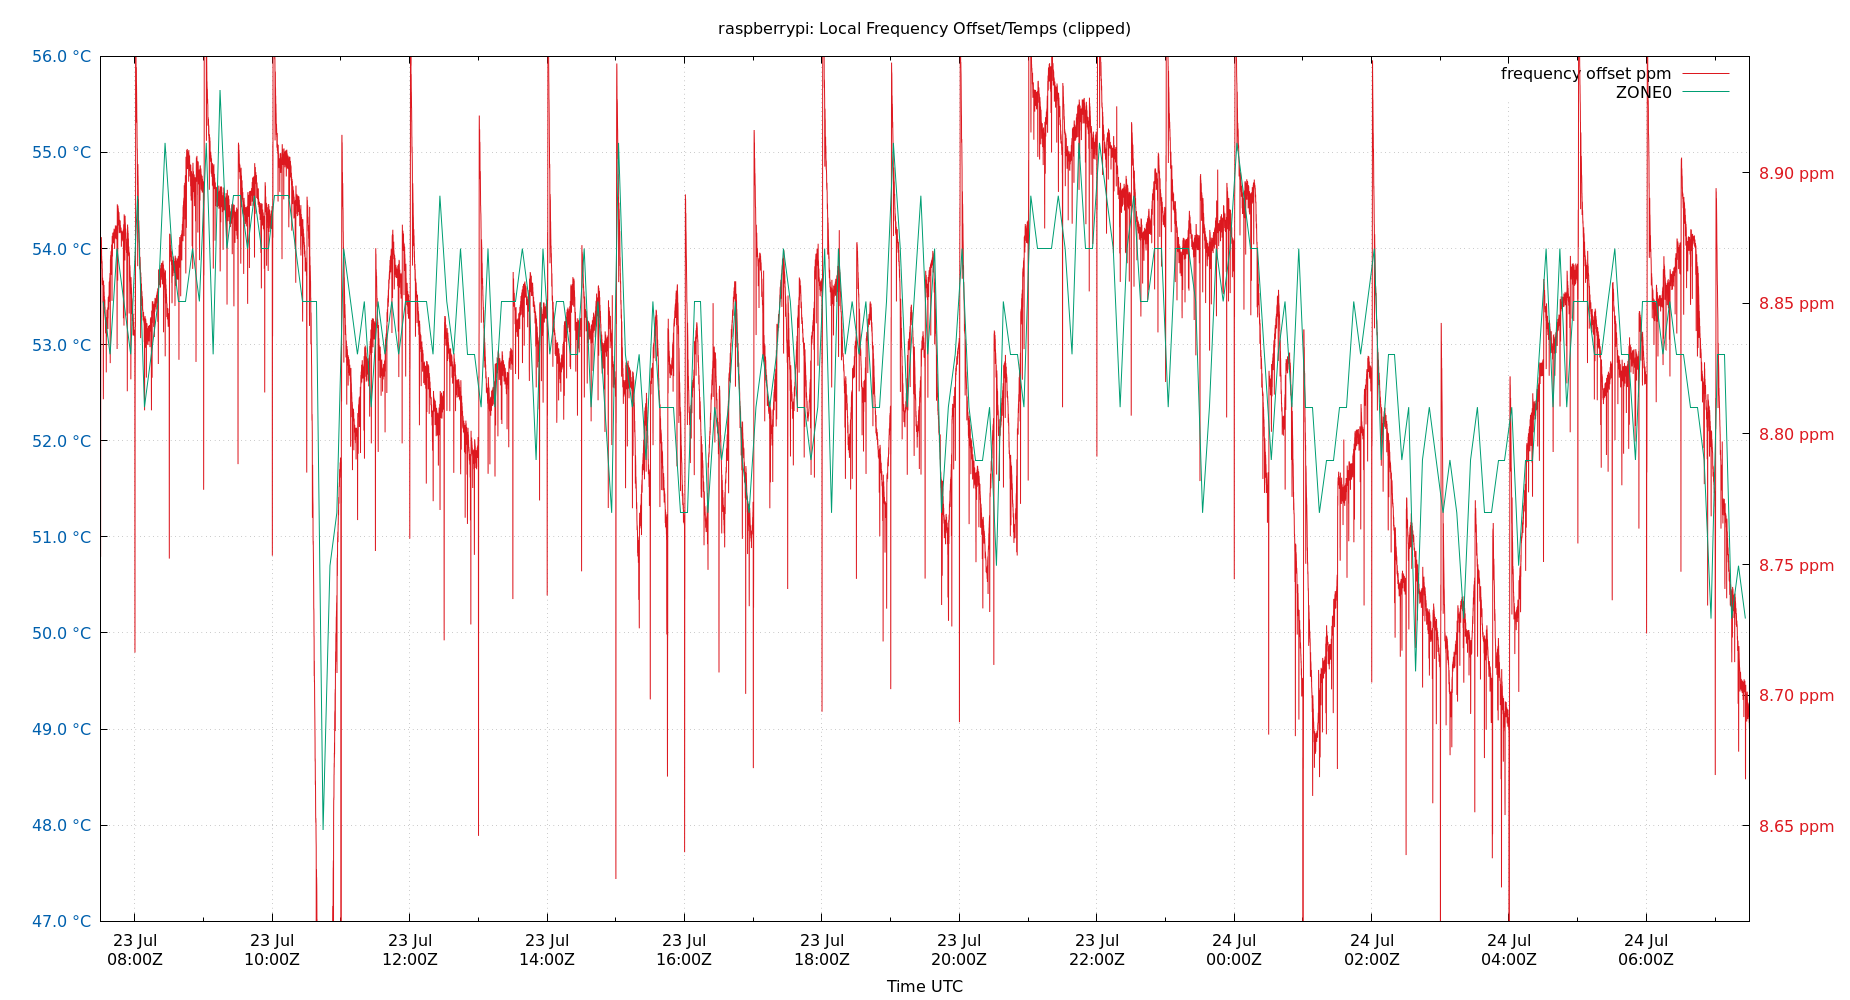 raspberrypi: Local Frequency Offset/Temps (clipped)
56.0 °C
55.0 °C
54.0 °C
53.0 °C
52.0 °C
51.0 °C
50.0 °C
49.0 °C
48.0 °C
47.0 °C
frequency offset ppm
ZONE0
8.90 ppm
8.85 ppm
8.80 ppm
8.75 ppm
8.70 ppm
8.65 ppm
23 Jul 23 Jul 23 Jul 23 Jul 23 Jul 23 Jul 23 Jul 23 Jul 24 Jul 24 Jul 24 Jul 24 Jul
08:00Z 10:00Z 12:00Z 14:00Z 16:00Z 18:00Z 20:00Z 22:00Z 00:00Z 02:00Z 04:00Z 06:00Z
Time UTC